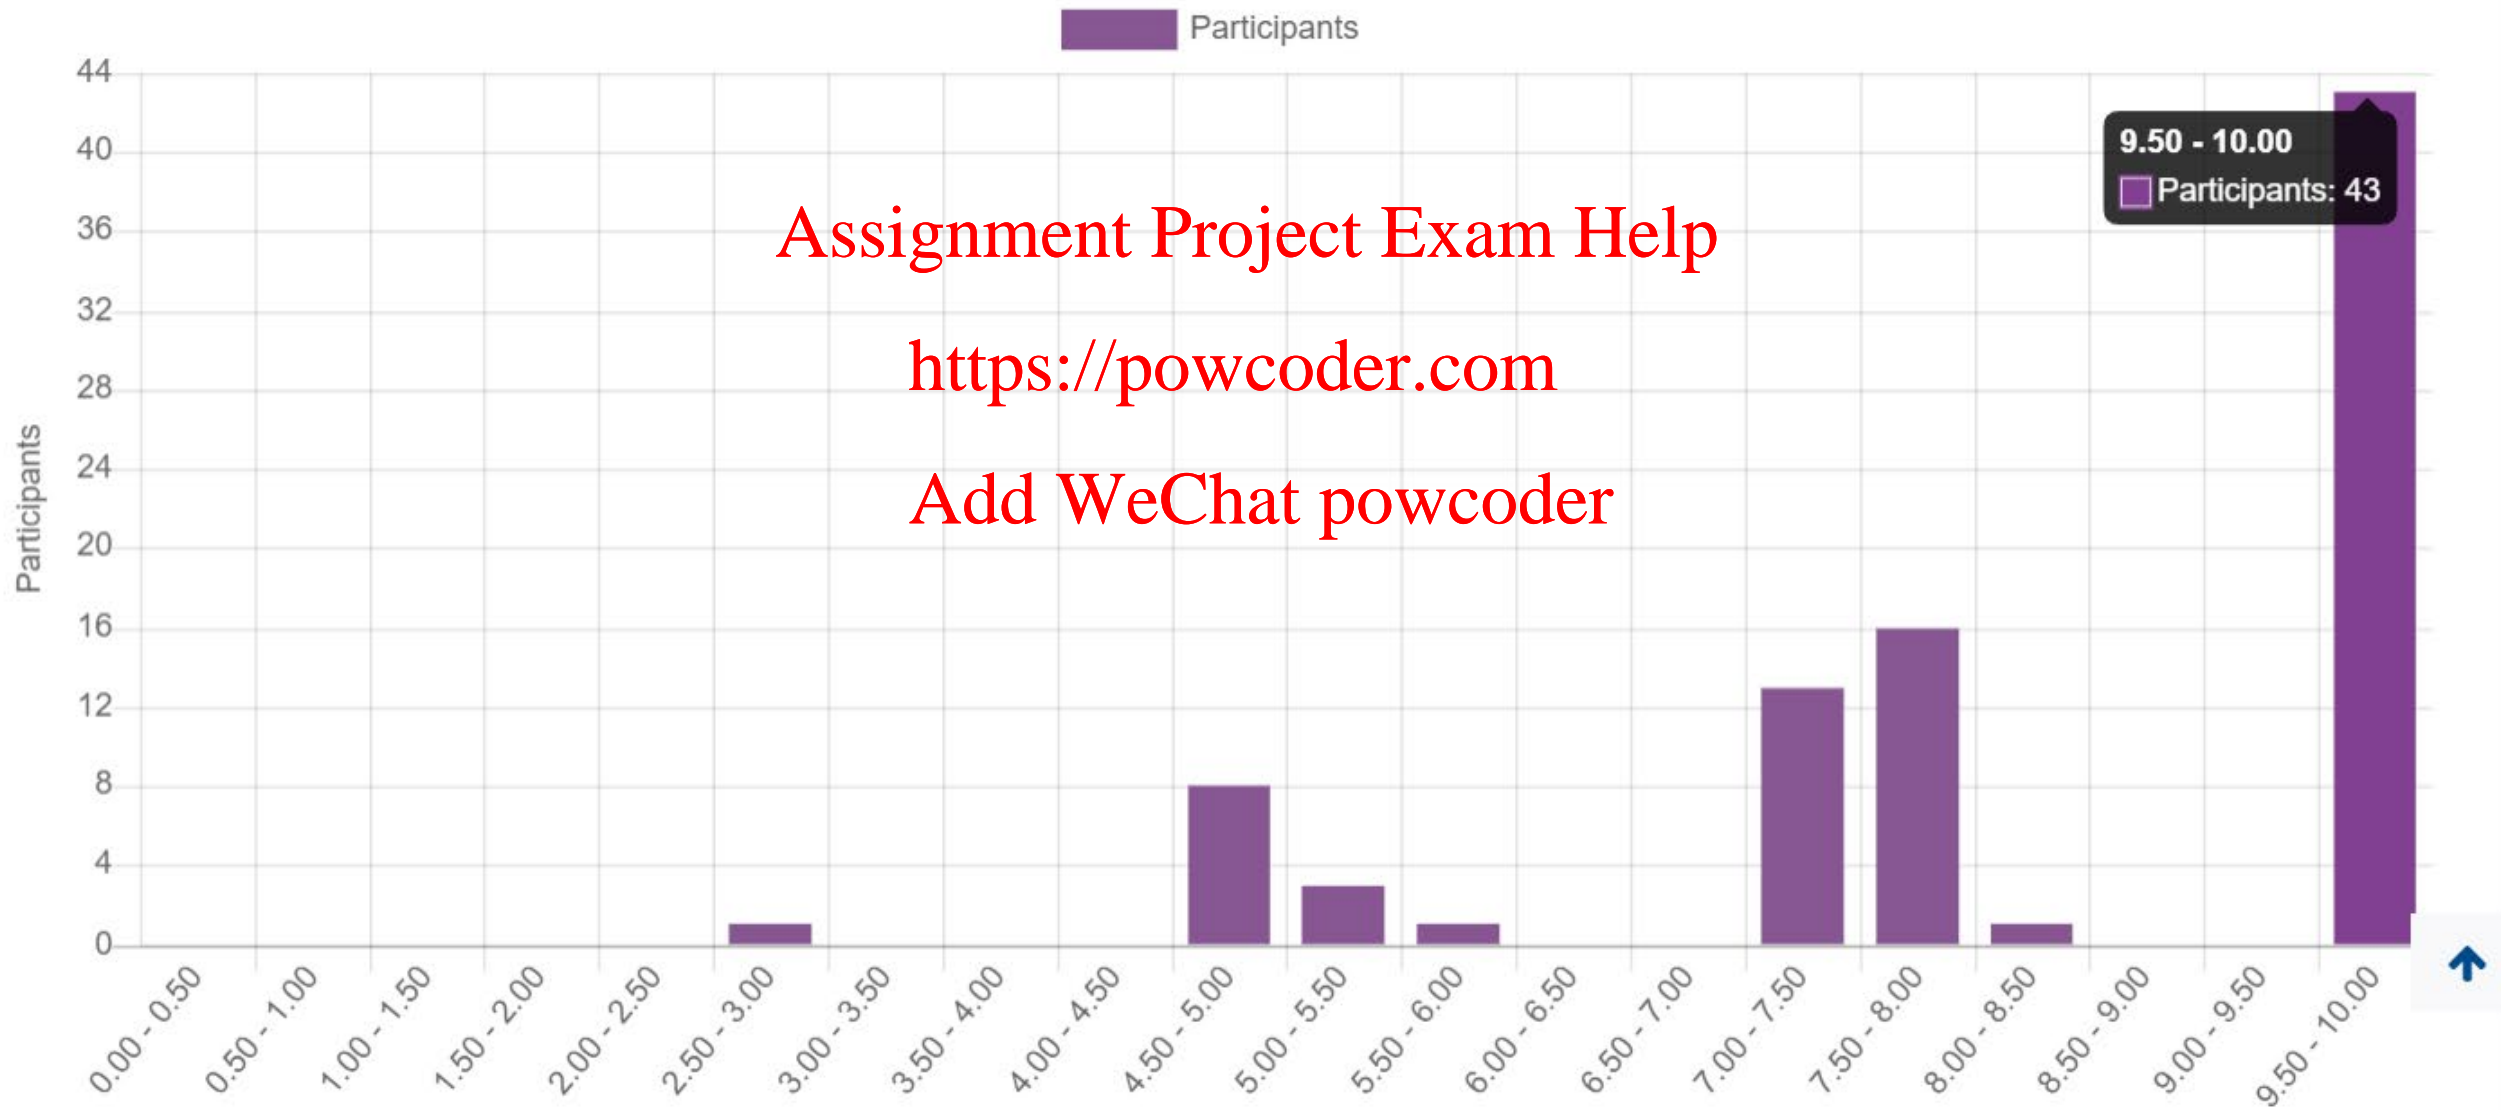 Participants
44
40
36
32
28
24
20
16
12
8
4
0
Participants
9.50 - 10.00
Participants: 43
Assignment Project Exam Help
https://powcoder.com
Add WeChat powcoder
0.00 - 0.50
0.50 - 1.00
1.00 - 1.50
1.50 - 2.00
2.00 - 2.50
2.50 - 3.00
3.00 - 3.50
3.50 - 4.00
4.00 - 4.50
4.50 - 5.00
5.00 - 5.50
5.50 - 6.00
6.00 - 6.50
6.50 - 7.00
7.00 - 7.50
7.50 - 8.00
8.00 - 8.50
8.50 - 9.00
9.00 - 9.50
9.50 - 10.00